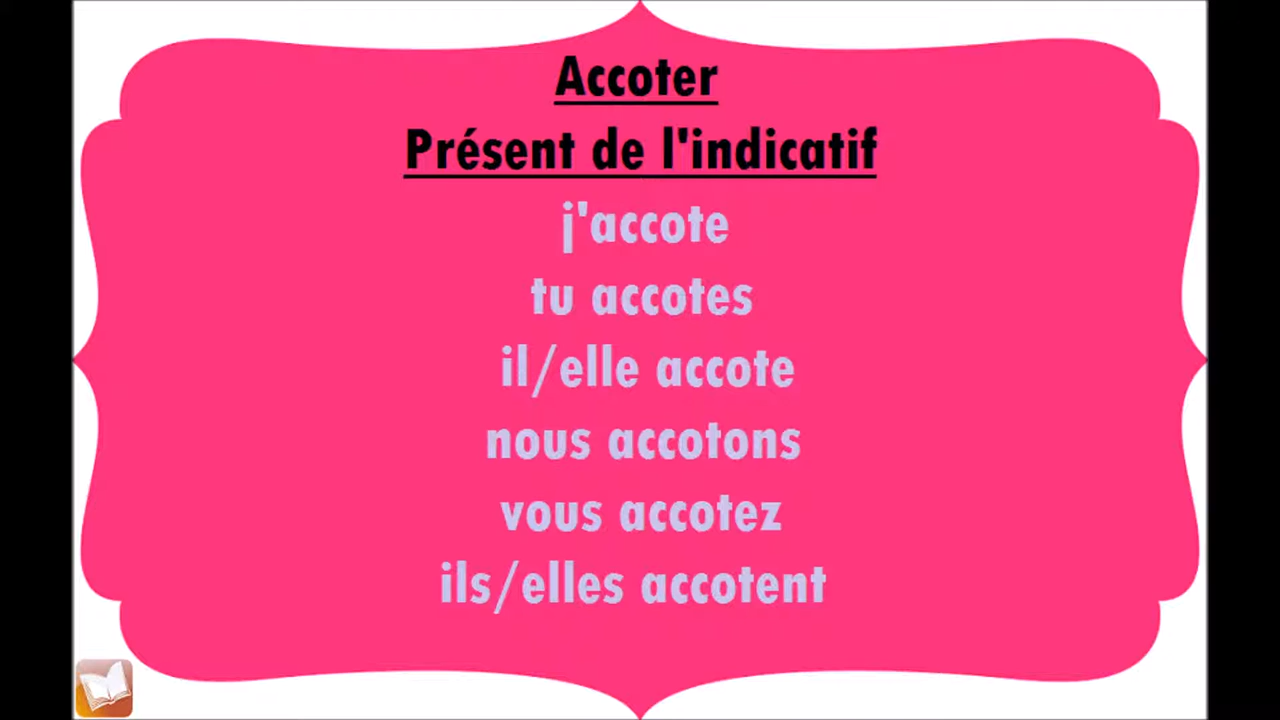 Accoter
Présent de l'indicatif
j'accote
tu accotes
il/elle accote
nous accotons
vous accotez
ils/elles accotent